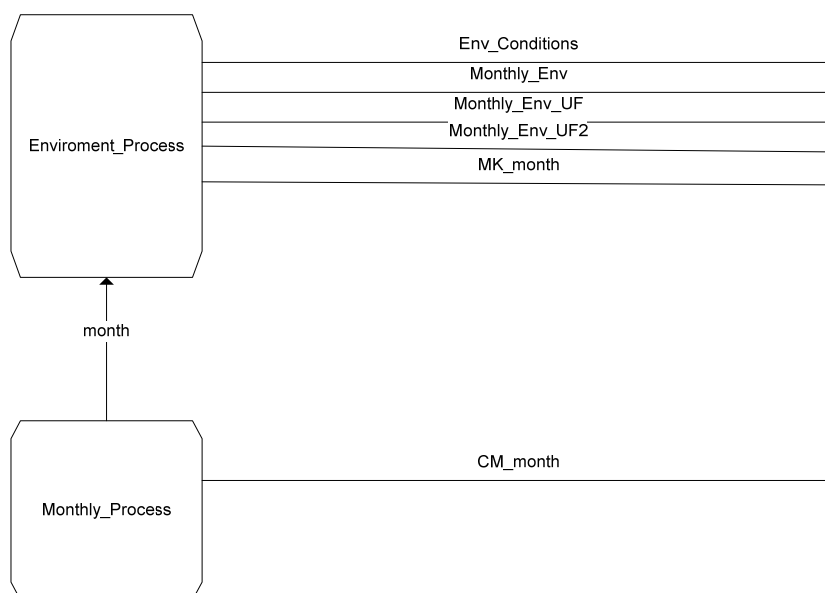 Env_Conditions
Monthly_Env
Monthly_Env_UF
Monthly_Env_UF2
Enviroment_Process
MK_month
month
CM_month
Monthly_Process